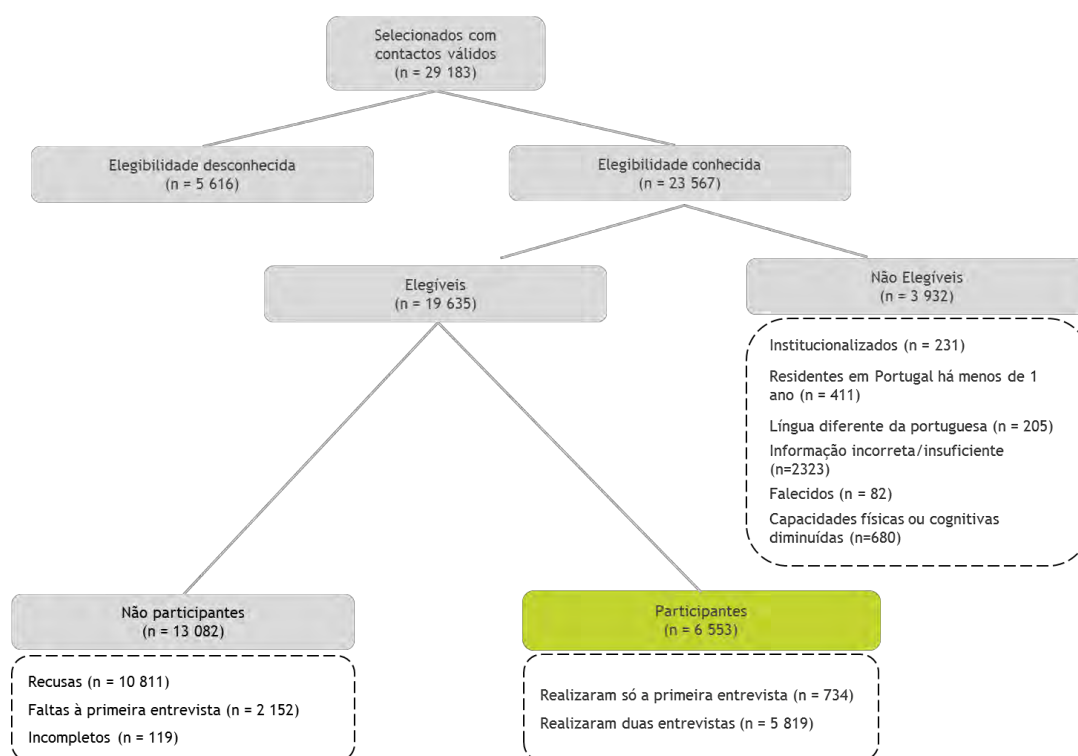 Selecionados com
contactos válidos
(n = 29 183)
Elegibilidade desconhecida
(n = 5 616)
Elegibilidade conhecida
(n = 23 567)
Elegíveis
(n = 19 635)
Não Elegíveis
(n = 3 932)
Institucionalizados (n = 231)
Residentes em Portugal há menos de 1
ano (n = 411)
Língua diferente da portuguesa (n = 205)
Informação incorreta/insuficiente
(n=2323)
Falecidos (n = 82)
Capacidades físicas ou cognitivas
diminuídas (n=680)
Não participantes
(n = 13 082)
Recusas (n = 10 811)
Faltas à primeira entrevista (n = 2 152)
Incompletos (n = 119)
Participantes
(n = 6 553)
Realizaram só a primeira entrevista (n = 734)
Realizaram duas entrevistas (n = 5 819)